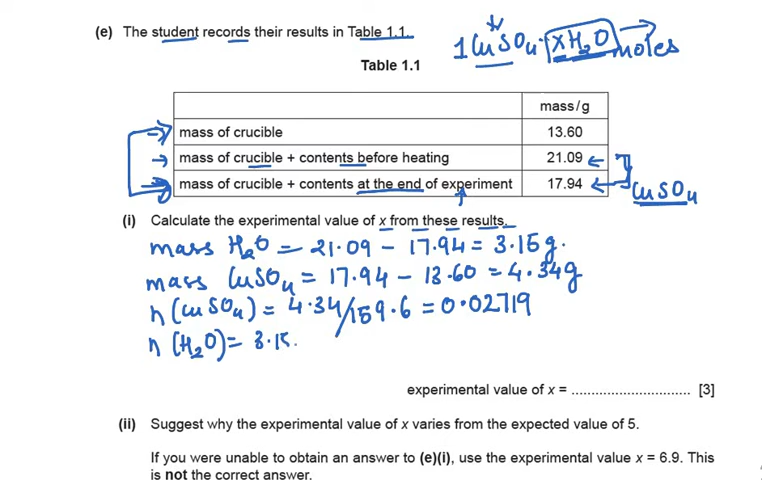 (e) The student records their results in Table 1.1.
1 CuSO4.xH2O moles
Table 1.1
mass/g
mass of crucible 13.60
mass of crucible + contents before heating 21.09
mass of crucible + contents at the end of experiment 17.94
CuSO4
(i) Calculate the experimental value of x from these results.
mass H2O = 21.09 - 17.94 = 3.15g.
mass CuSO4 = 17.94 - 13.60 = 4.34g
n(CuSO4) = 4.34/159.6 = 0.02719
n(H2O) = 3.15
experimental value of x = .............................. [3]
(ii) Suggest why the experimental value of x varies from the expected value of 5.
If you were unable to obtain an answer to (e)(i), use the experimental value x = 6.9. This
is not the correct answer.